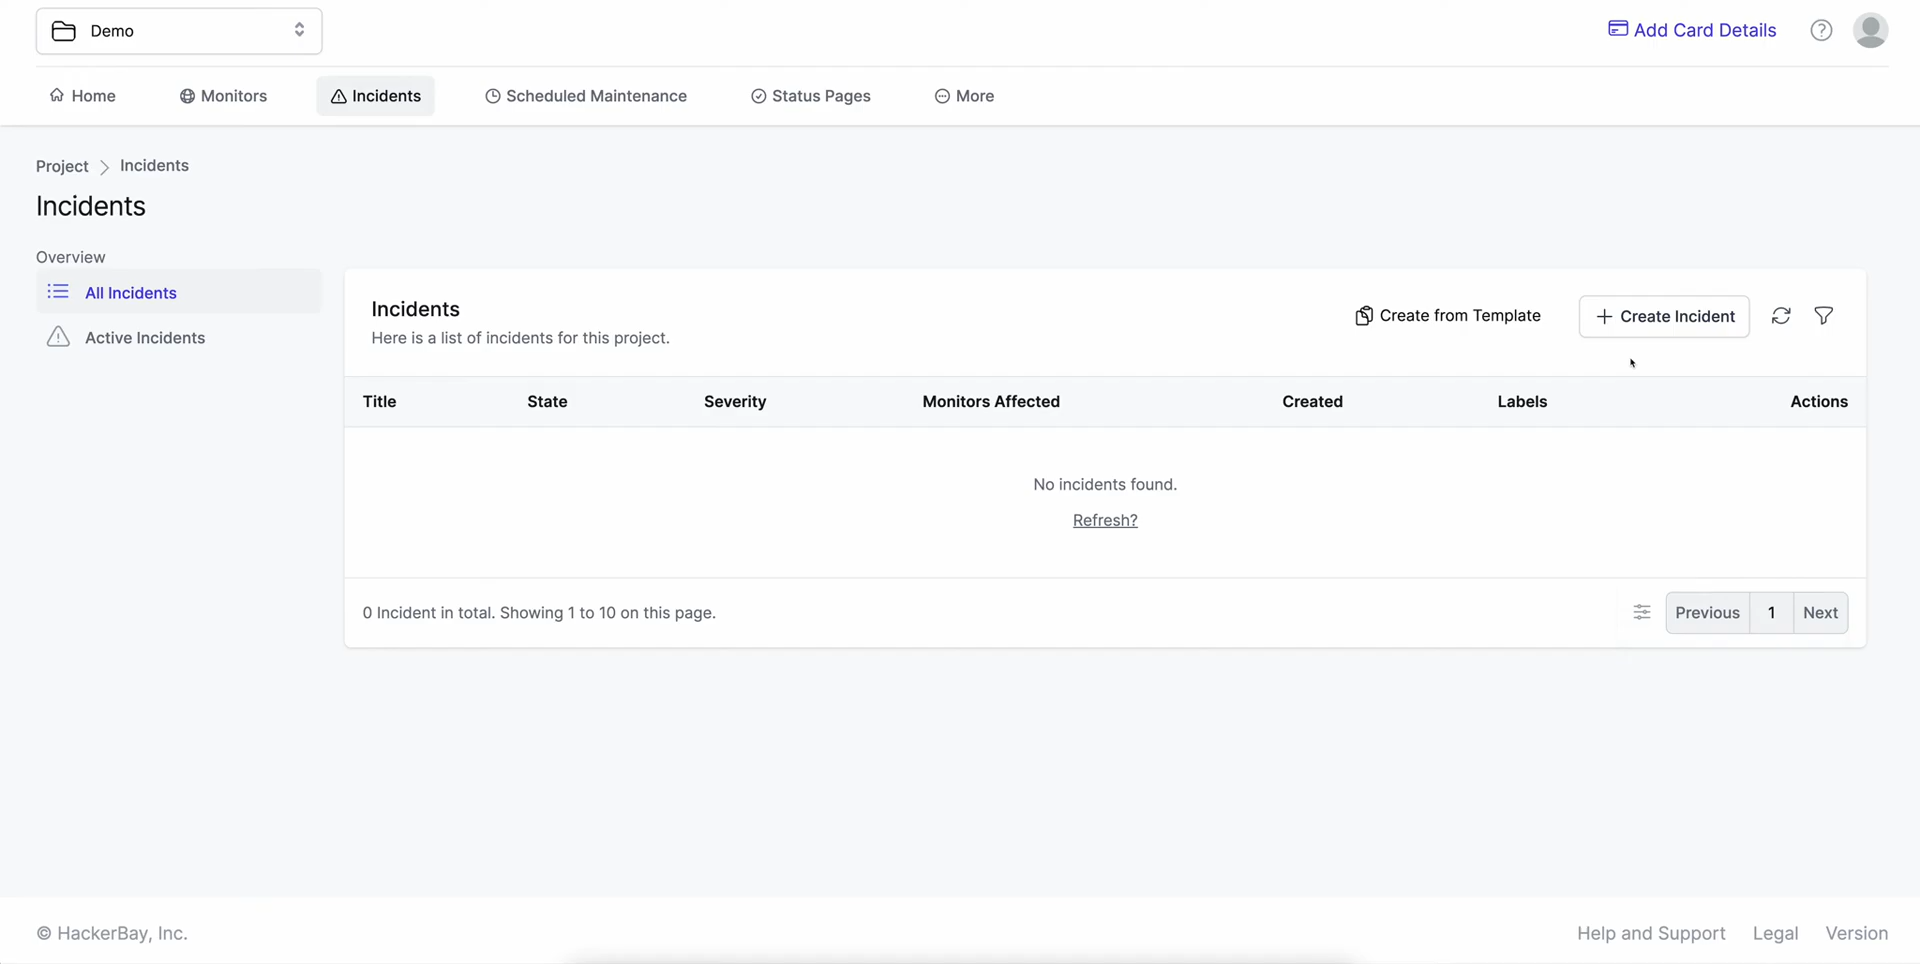 Demo
Add Card Details
Home
Monitors
Incidents
Scheduled Maintenance
Status Pages
More
Project
Incidents
Incidents
Overview
All Incidents
Active Incidents
Incidents
Here is a list of incidents for this project.
Create from Template
Create Incident
Title
State
Severity
Monitors Affected
Created
Labels
Actions
No incidents found.
Refresh?
0 Incident in total. Showing 1 to 10 on this page.
Previous
1
Next
© HackerBay, Inc.
Help and Support
Legal
Version